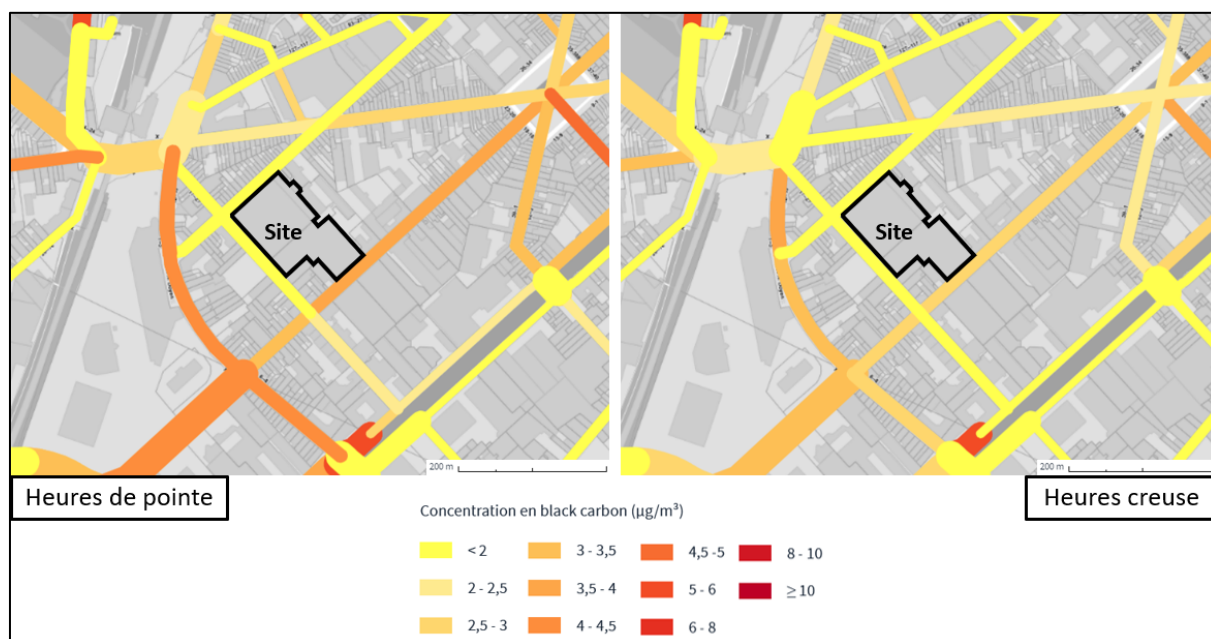 Site
Site
200 m
200 m
Heures de pointe
Heures creuse
Concentration en black carbon (µg/m³)
< 2
3 - 3,5
4,5 -5
8 - 10
2 - 2,5
3,5 - 4
5 - 6
≥ 10
2,5 - 3
4 - 4,5
6 - 8